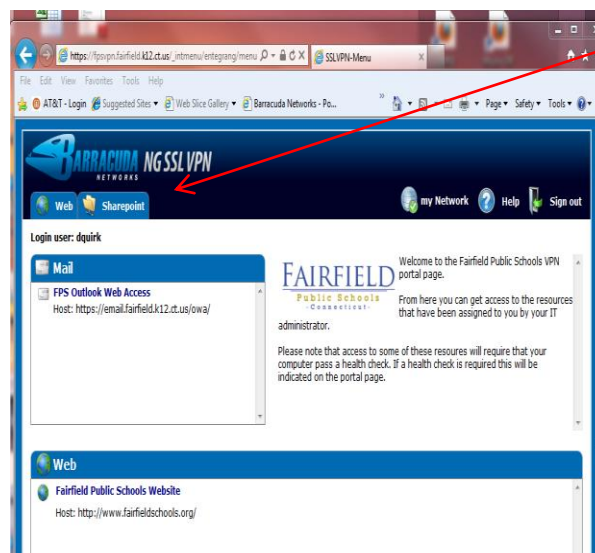 https://fpsvpn.fairfield.k12.ct.us/_intmenu/entegrang/menu
SSLVPN-Menu
File Edit View Favorites Tools Help
AT&T - Login Suggested Sites Web Slice Gallery Barracuda Networks - Po... Page Safety Tools
BARRACUDA NG SSL VPN
NETWORKS
Web Sharepoint my Network Help Sign out
Login user: dquirk
Mail
FPS Outlook Web Access
Host: https://email.fairfield.k12.ct.us/owa/
FAIRFIELD
Public Schools
-Connecticut-
Welcome to the Fairfield Public Schools VPN
portal page.
From here you can get access to the resources
that have been assigned to you by your IT
administrator.
Please note that access to some of these resoures will require that your
computer pass a health check. If a health check is required this will be
indicated on the portal page.
Web
Fairfield Public Schools Website
Host: http://www.fairfieldschools.org/